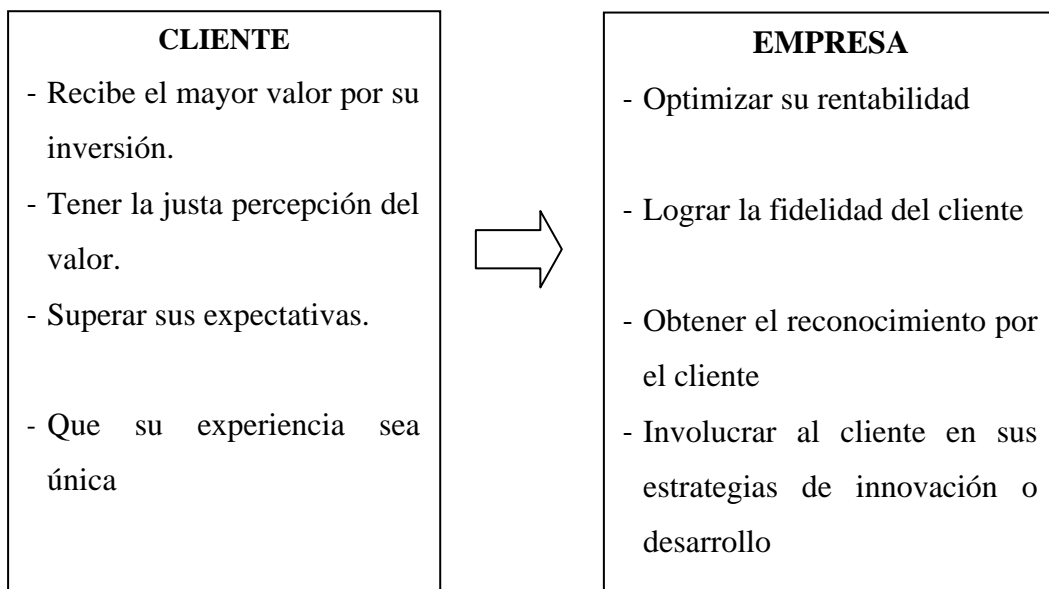 CLIENTE
- Recibe el mayor valor por su
inversión.
- Tener la justa percepción del
valor.
- Superar sus expectativas.
- Que su experiencia sea
única
EMPRESA
- Optimizar su rentabilidad
- Lograr la fidelidad del cliente
- Obtener el reconocimiento por
el cliente
- Involucrar al cliente en sus
estrategias de innovación o
desarrollo